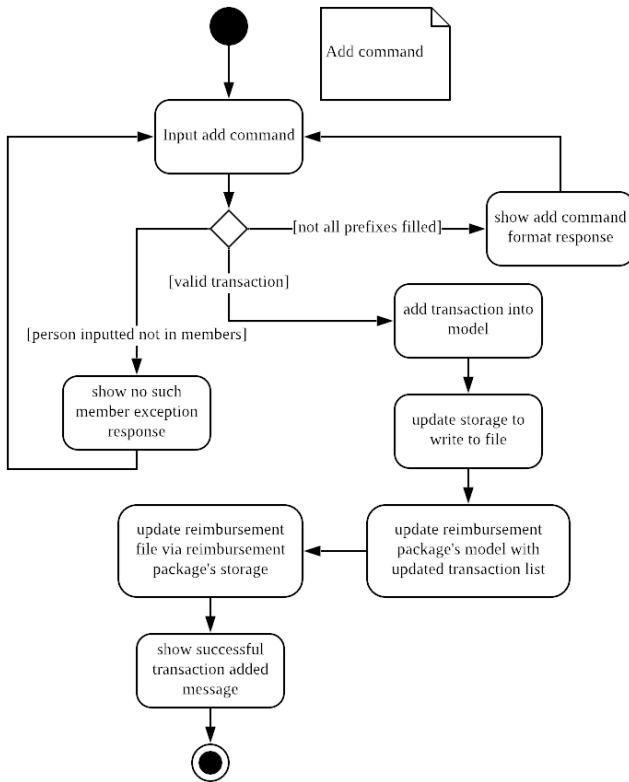 Add command
Input add command
[not all prefixes filled]
show add command
format response
[valid transaction]
add transaction into
model
[person inputted not in members]
show no such
member exception
response
update storage to
write to file
update reimbursement
package's model with
updated transaction list
update reimbursement
file via reimbursement
package's storage
show successful
transaction added
message